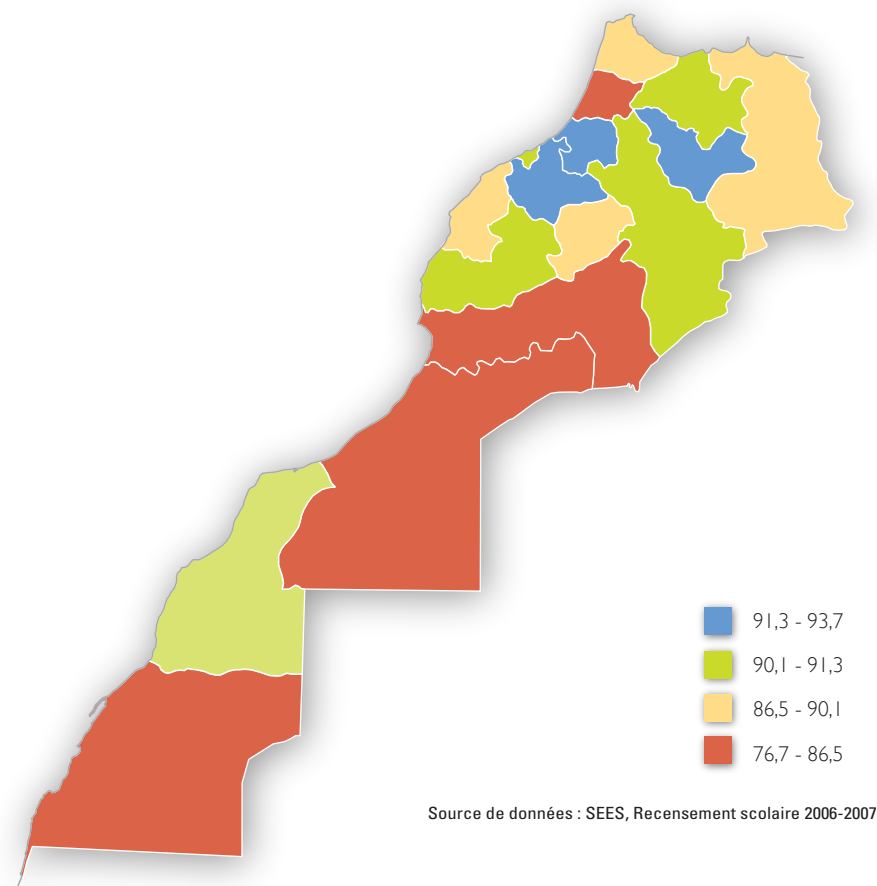 91,3 - 93,7
90,1 - 91,3
86,5 - 90,1
76,7 - 86,5
Source de données : SEES, Recensement scolaire 2006-2007